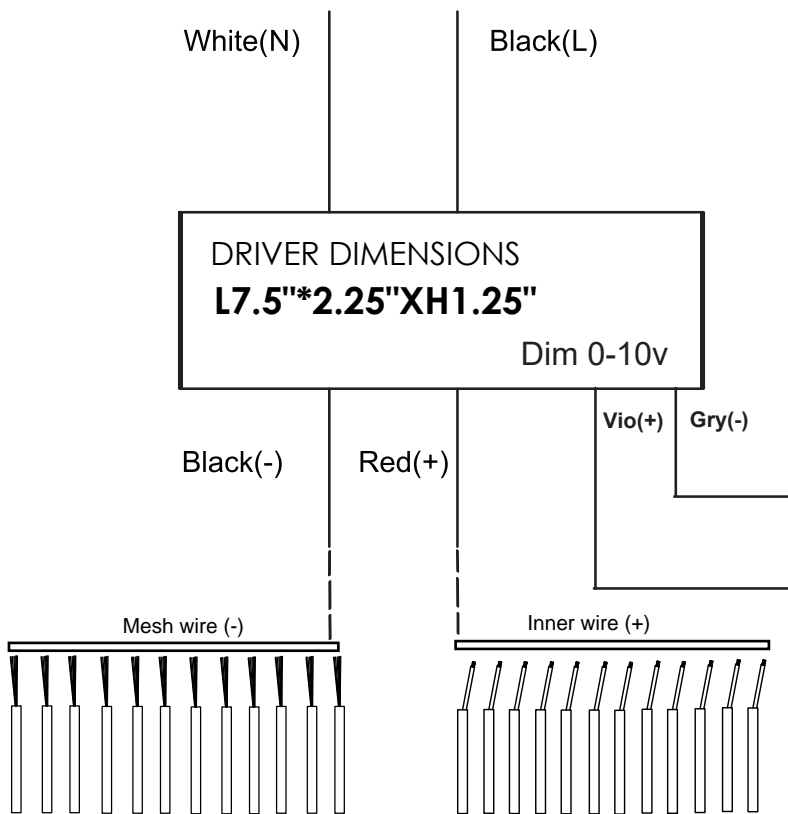 White(N)
Black(L)
DRIVER DIMENSIONS
L7.5"*2.25"XH1.25"
Dim 0-10v
Vio(+)
Gry(-)
Black(-)
Red(+)
Mesh wire (-)
Inner wire (+)